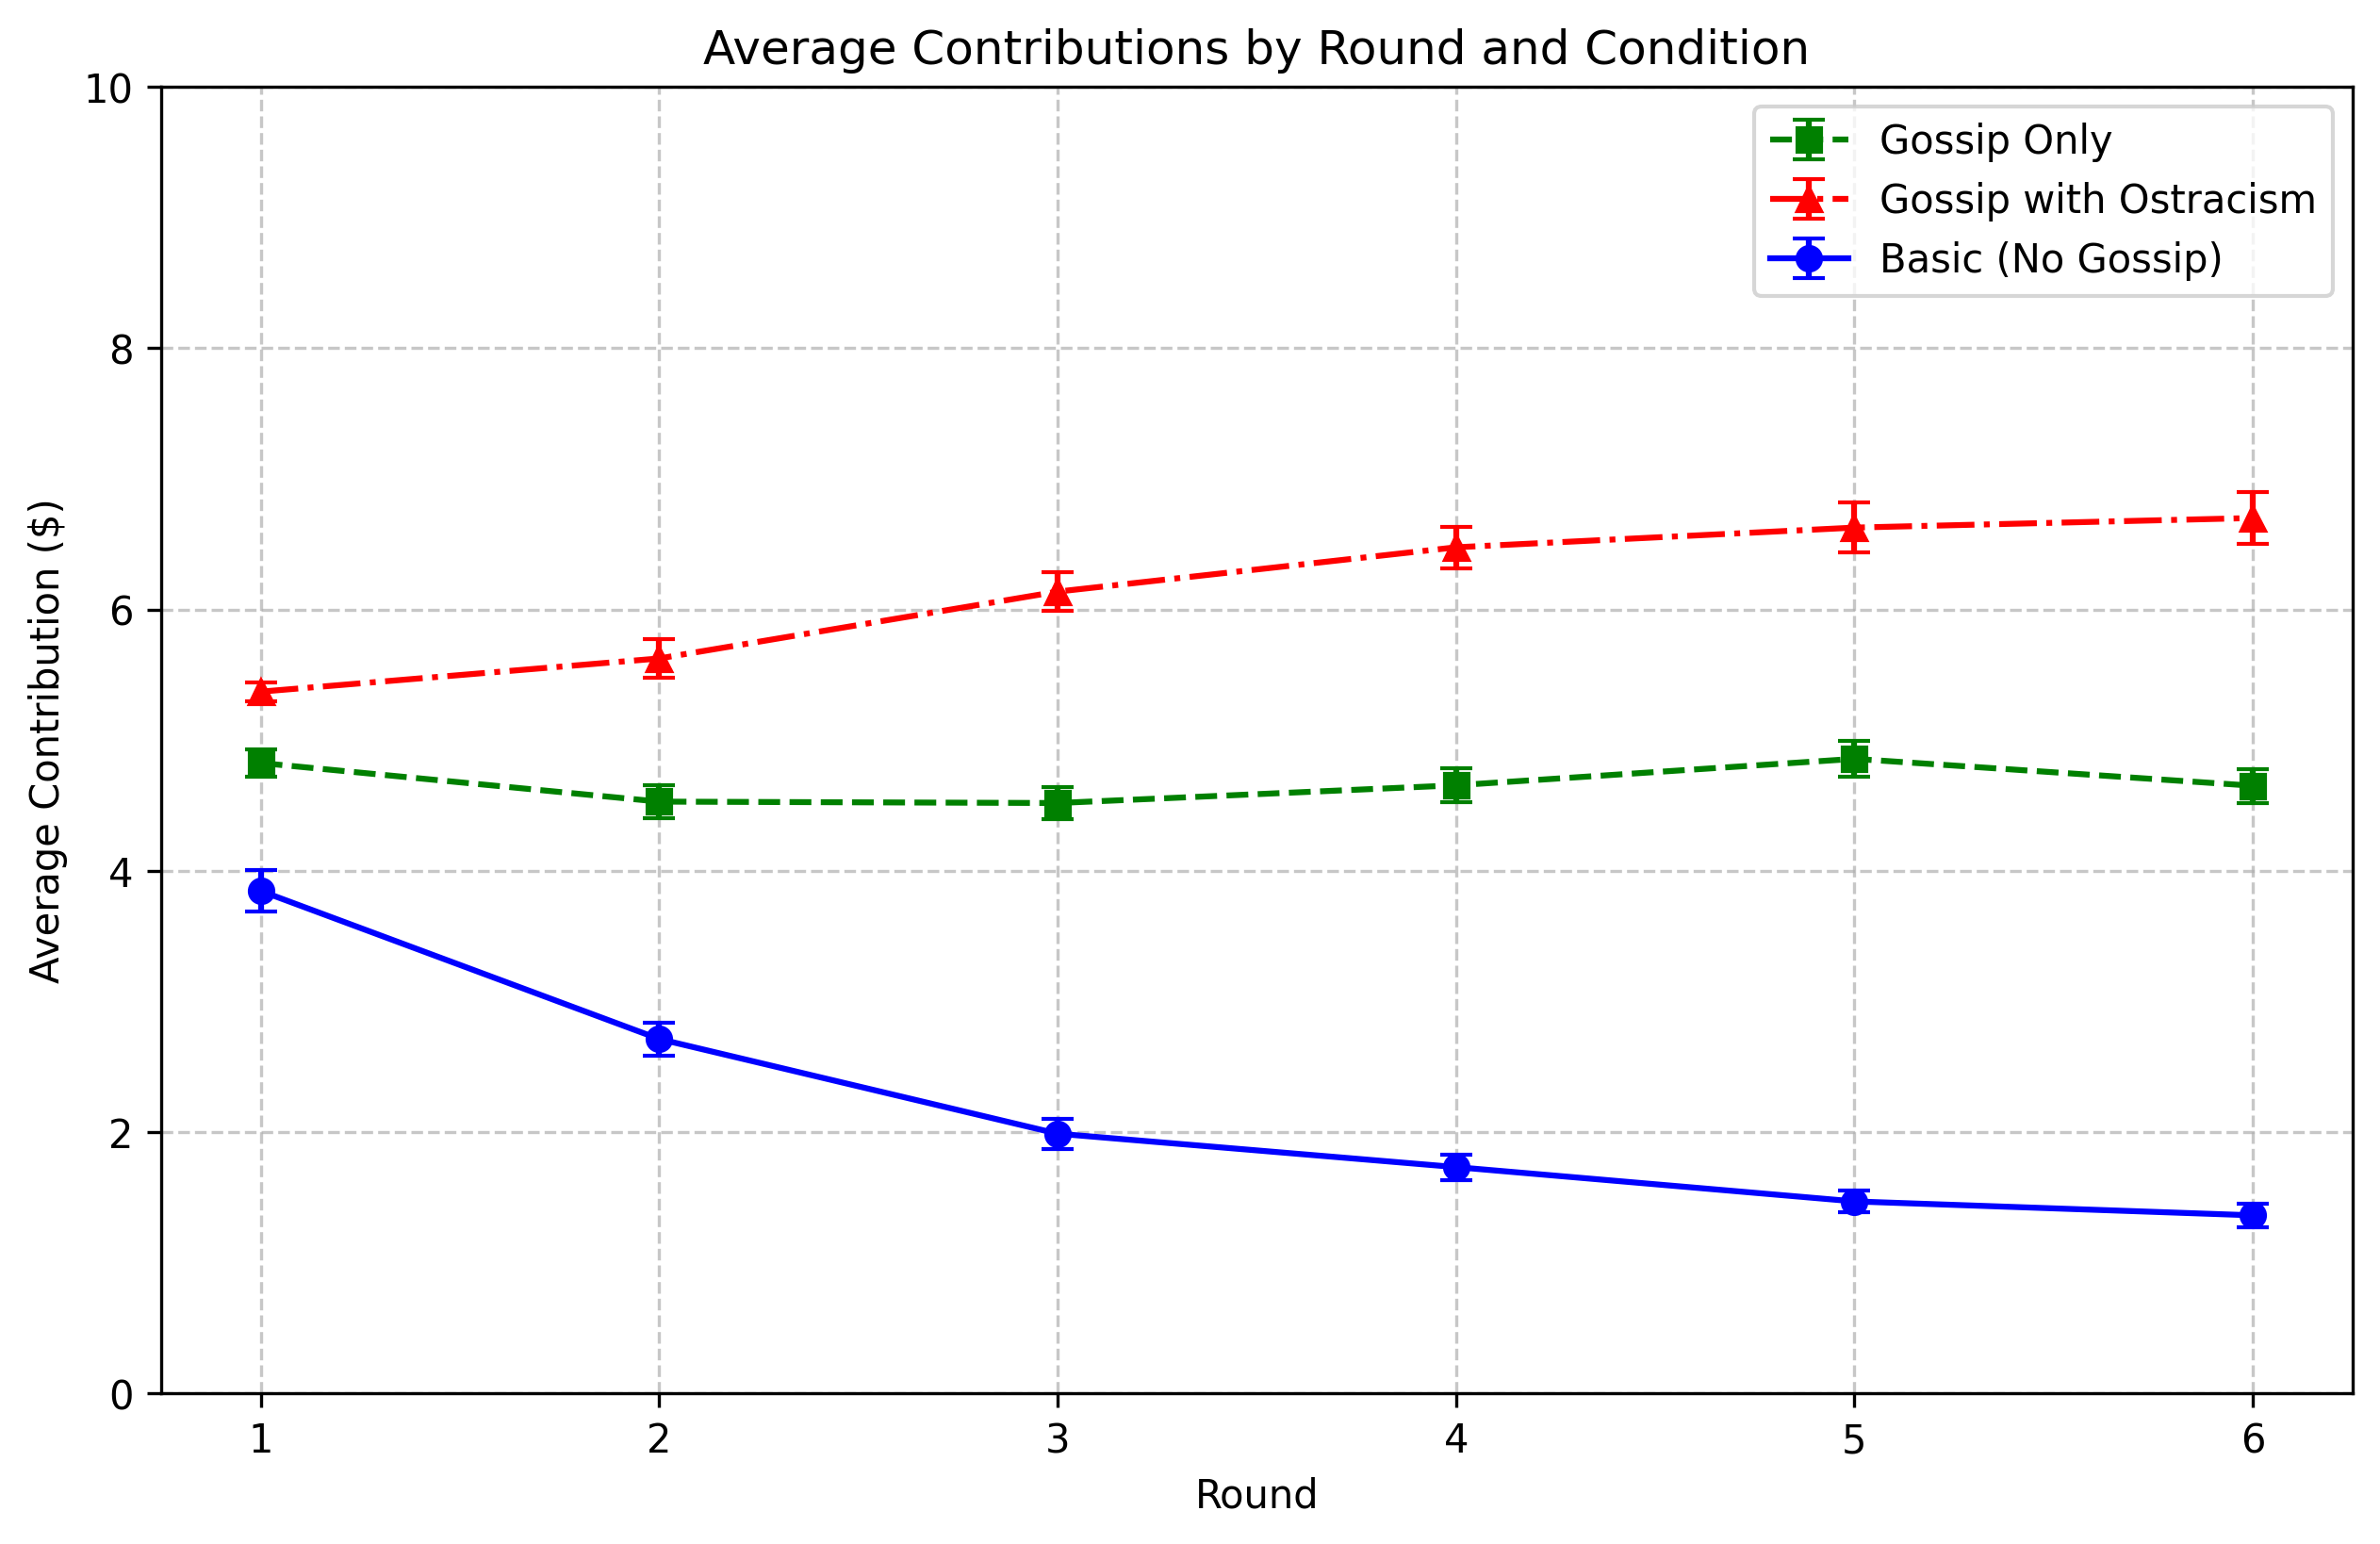 Average Contributions by Round and Condition
10
8
6
4
2
0
Average Contribution ($)
Gossip Only
Gossip with Ostracism
Basic (No Gossip)
1 2 3 4 5 6
Round